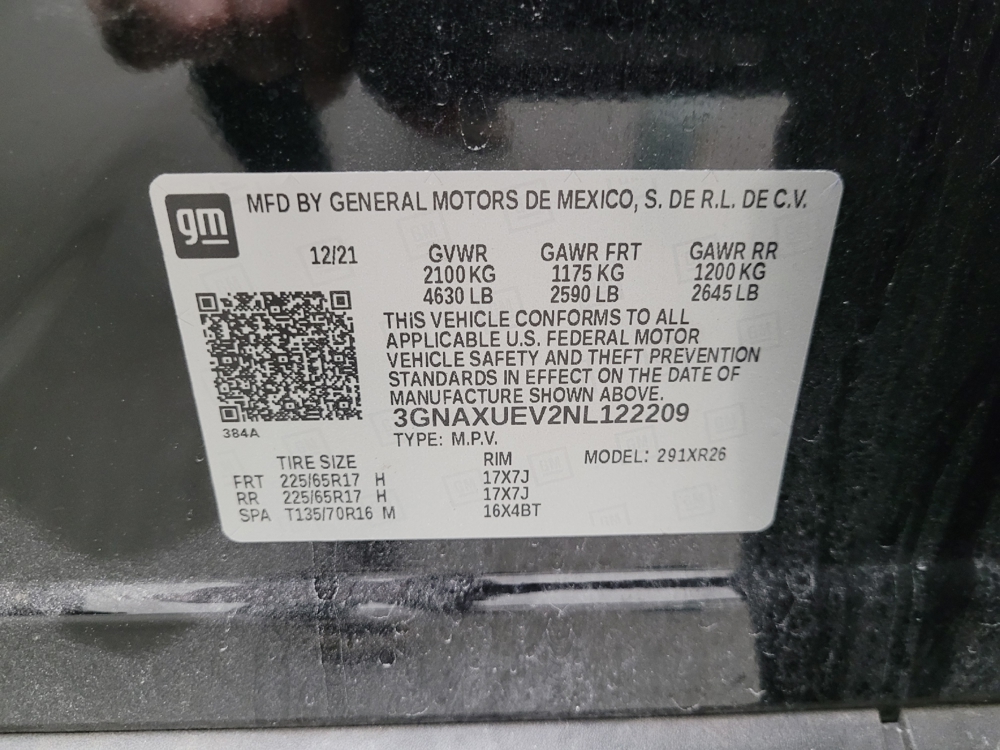 gm
MFD BY GENERAL MOTORS DE MEXICO, S. DE R.L. DE C.V.
12/21 GVWR GAWR FRT GAWR RR
2100 KG 1175 KG 1200 KG
4630 LB 2590 LB 2645 LB
THIS VEHICLE CONFORMS TO ALL
APPLICABLE U.S. FEDERAL MOTOR
VEHICLE SAFETY AND THEFT PREVENTION
STANDARDS IN EFFECT ON THE DATE OF
MANUFACTURE SHOWN ABOVE.
3GNAXUEV2NL122209
384A
TYPE: M.P.V.
TIRE SIZE RIM MODEL: 291XR26
FRT 225/65R17 H 17X7J
RR 225/65R17 H 17X7J
SPA T135/70R16 M 16X4BT